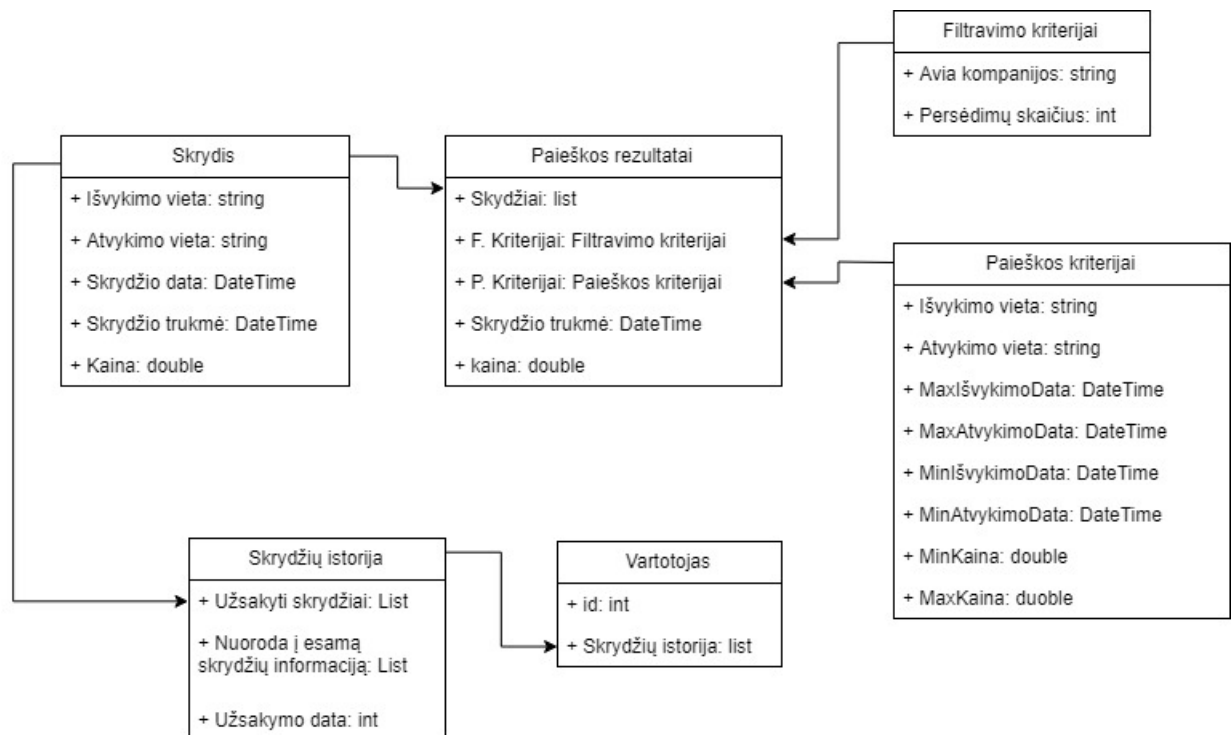 Filtravimo kriterijai
+ Avia kompanijos: string
+ Persėdimų skaičius: int
Skrydis
+ Išvykimo vieta: string
+ Atvykimo vieta: string
+ Skrydžio data: DateTime
+ Skrydžio trukmė: DateTime
+ Kaina: double
Paieškos rezultatai
+ Skydžiai: list
+ F. Kriterijai: Filtravimo kriterijai
+ P. Kriterijai: Paieškos kriterijai
+ Skrydžio trukmė: DateTime
+ kaina: double
Paieškos kriterijai
+ Išvykimo vieta: string
+ Atvykimo vieta: string
+ MaxIšvykimoData: DateTime
+ MaxAtvykimoData: DateTime
+ MinIšvykimoData: DateTime
+ MinAtvykimoData: DateTime
+ MinKaina: double
+ MaxKaina: duoble
Skrydžių istorija
+ Užsakyti skrydžiai: List
+ Nuoroda į esamą
skrydžių informaciją: List
+ Užsakymo data: int
Vartotojas
+ id: int
+ Skrydžių istorija: list